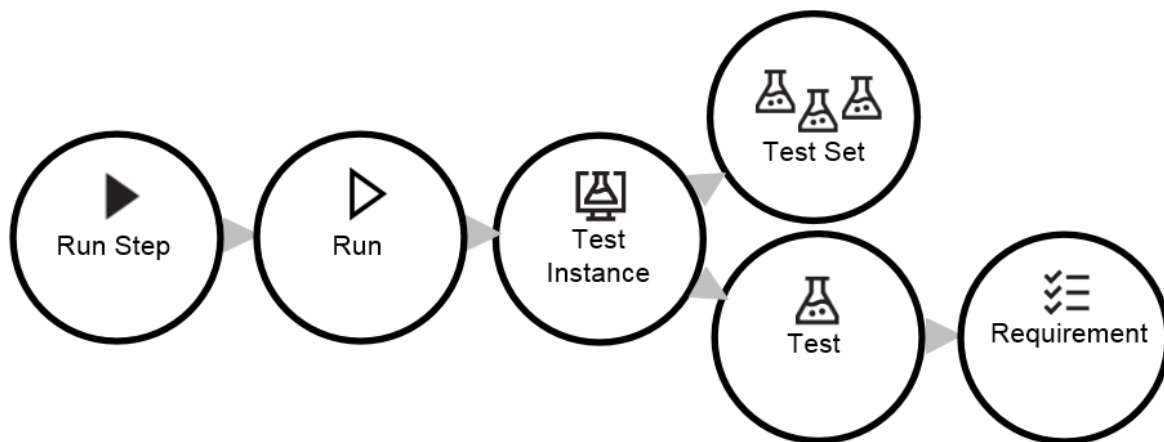 Run Step
Run
Test
Instance
Test Set
Test
Requirement